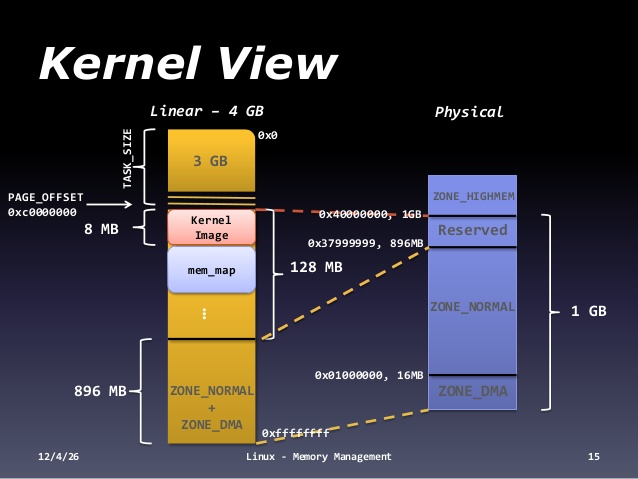 Kernel View
Linear – 4 GB
Physical
0x0
TASK_SIZE
3 GB
PAGE_OFFSET
0xc0000000
ZONE_HIGHMEM
0x40000000, 1GB
8 MB
Kernel
Image
Reserved
0x37999999, 896MB
mem_map
128 MB
...
ZONE_NORMAL
1 GB
0x01000000, 16MB
896 MB
ZONE_NORMAL
+
ZONE_DMA
ZONE_DMA
0xffffffff
12/4/26
Linux - Memory Management
15